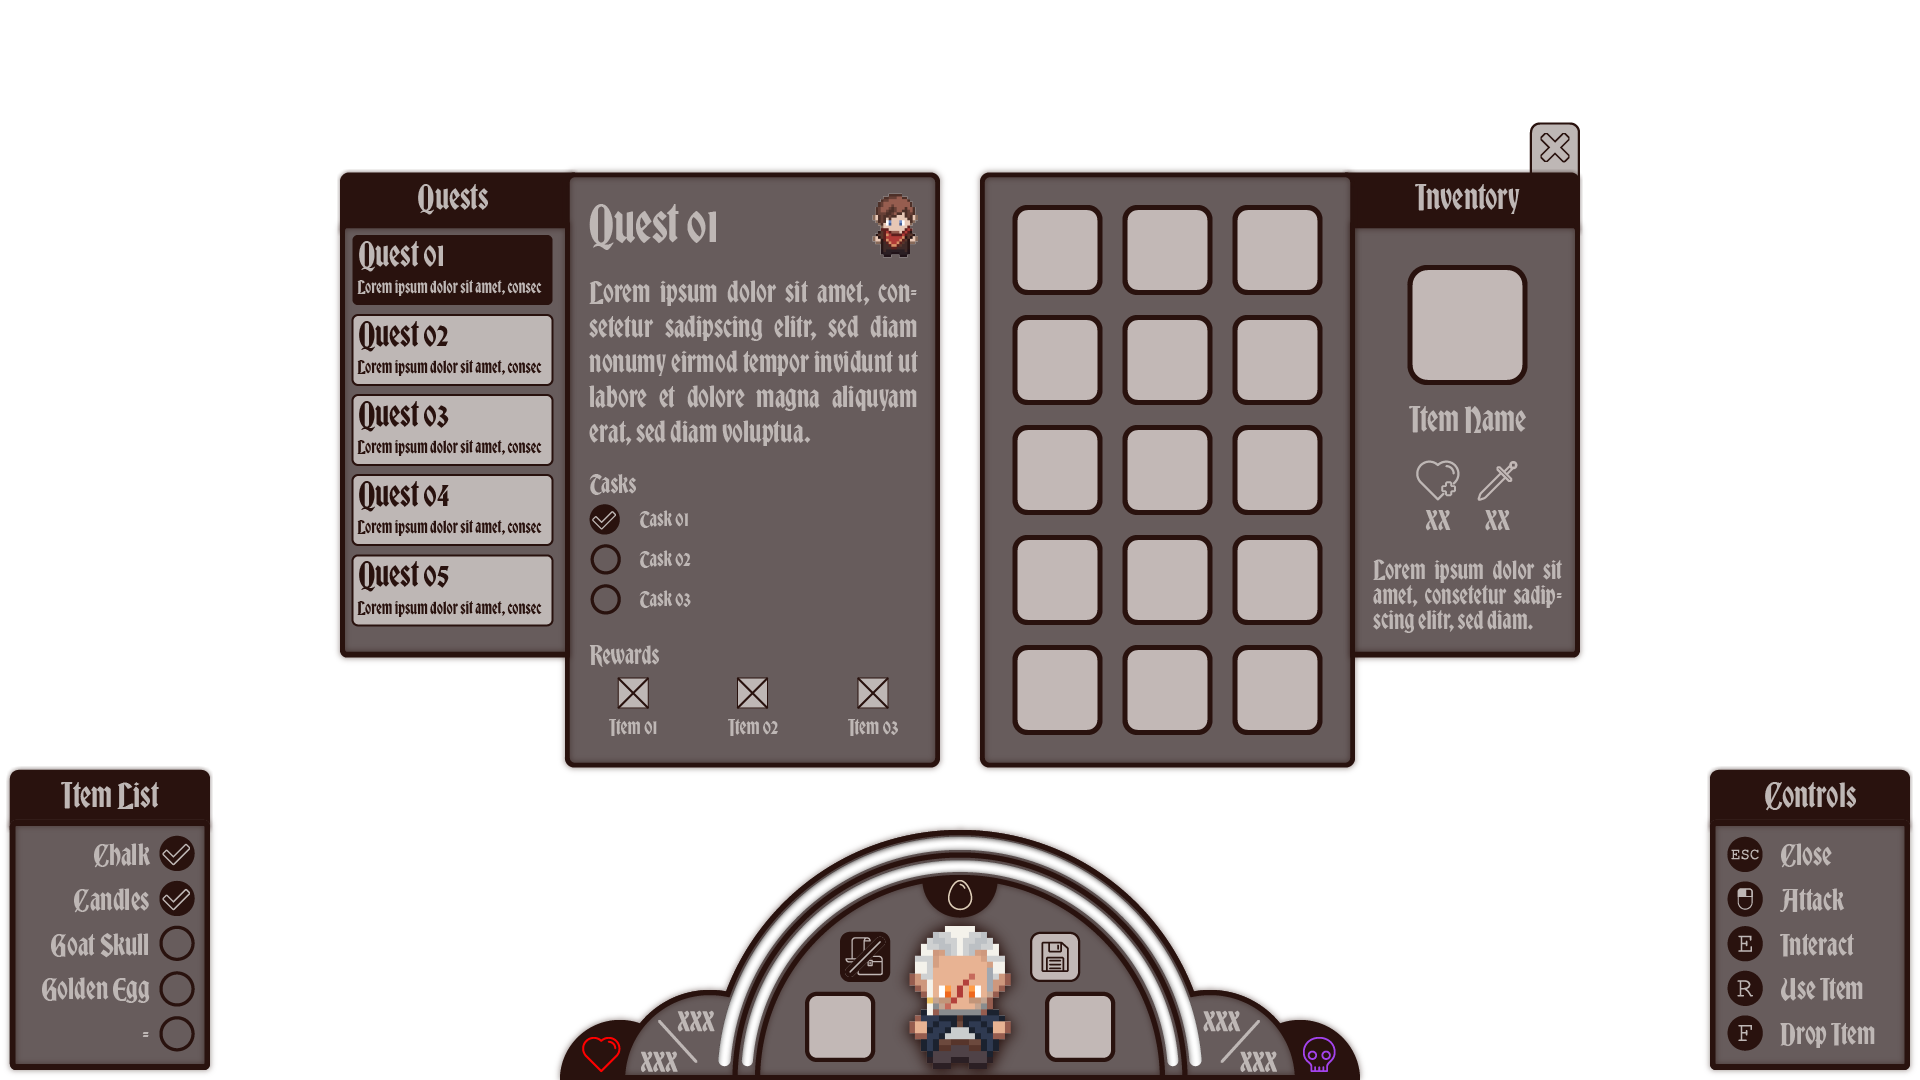 Quests
Quest 01
Lorem ipsum dolor sit amet, consec
Quest 02
Lorem ipsum dolor sit amet, consec
Quest 03
Lorem ipsum dolor sit amet, consec
Quest 04
Lorem ipsum dolor sit amet, consec
Quest 05
Lorem ipsum dolor sit amet, consec
Quest 01
Lorem ipsum dolor sit amet, con-
setetur sadipscing elitr, sed diam
nonumy eirmod tempor invidunt ut
labore et dolore magna aliquyam
erat, sed diam voluptua.
Tasks
Task 01
Task 02
Task 03
Rewards
Item 01
Item 02
Item 03
Inventory
Item Name
XX
XX
Lorem ipsum dolor sit
amet, consetetur sadip-
scing elitr, sed diam.
Item List
Chalk
Candles
Goat Skull
Golden Egg
-
XXX
XXX
XXX
XXX
Controls
ESC Close
Attack
E Interact
R Use Item
F Drop Item